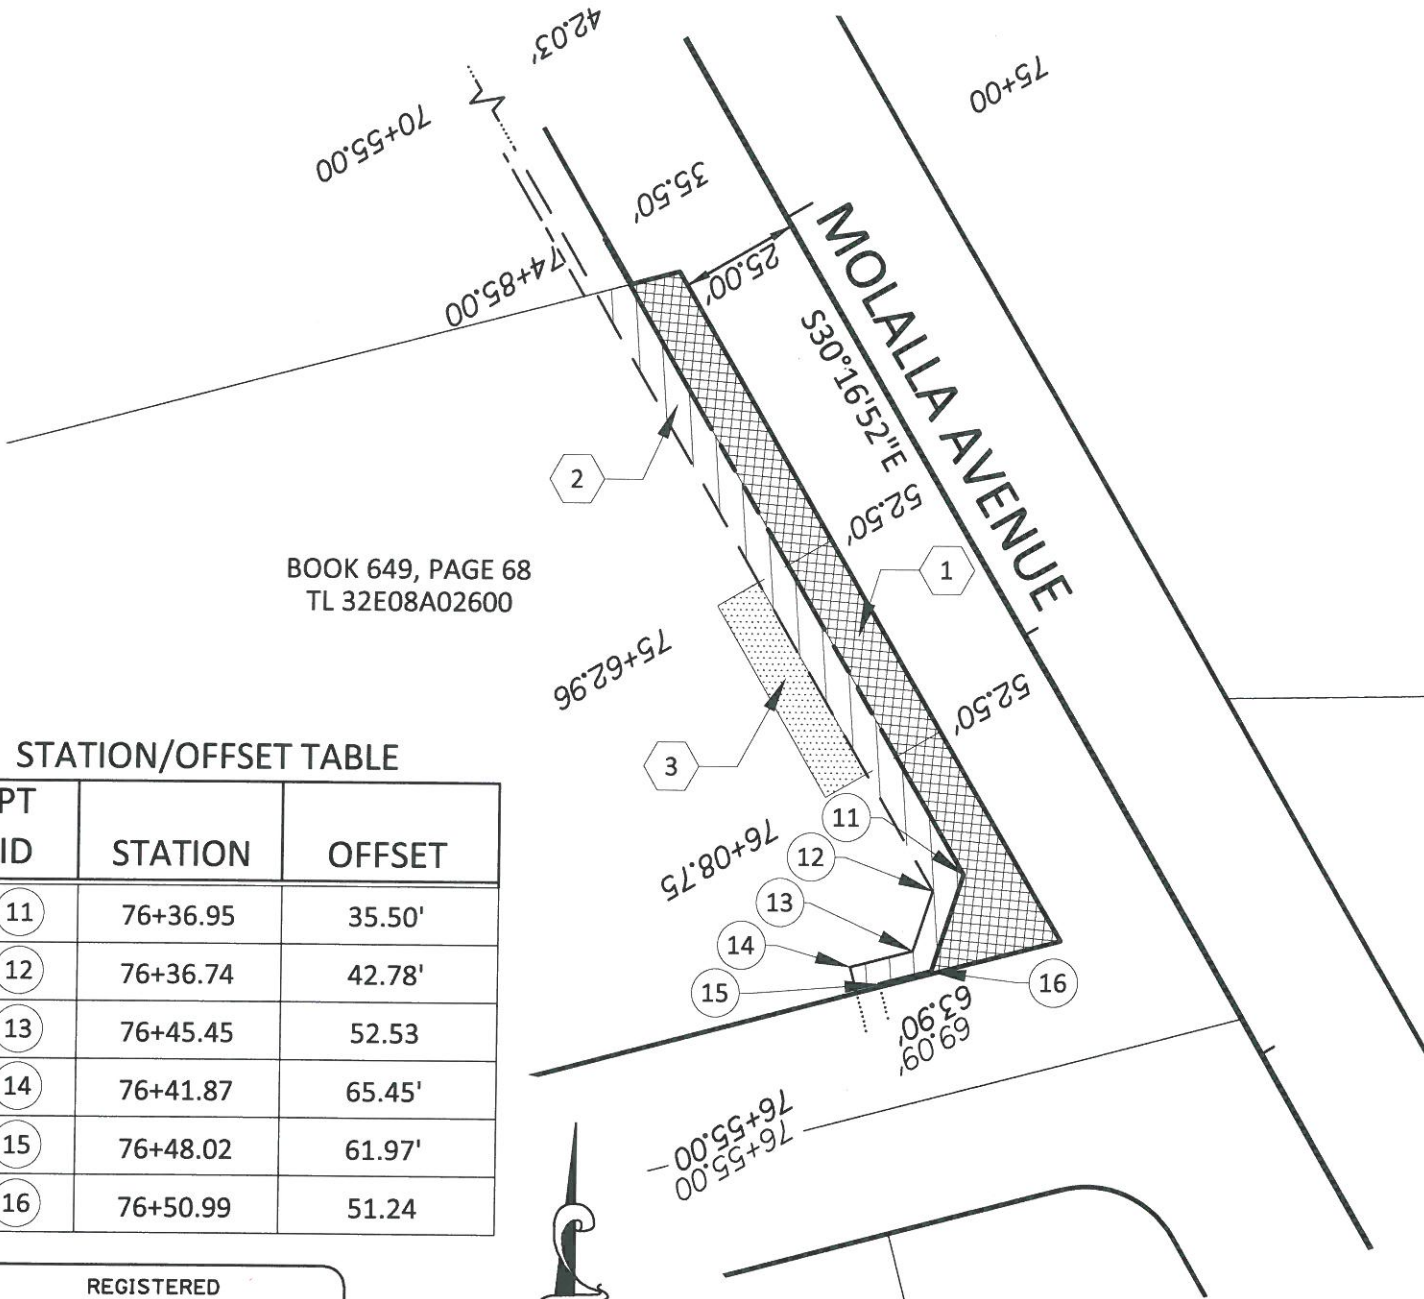 42.03'
75+00
70+55.00
35.50'
74+85.00
25.00'
MOLALLA AVENUE
S30°16'52"E
2
52.50'
1
BOOK 649, PAGE 68
TL 32E08A02600
75+62.96
52.50'
3
STATION/OFFSET TABLE
PT
ID STATION OFFSET
11 76+36.95 35.50'
12 76+36.74 42.78'
13 76+45.45 52.53
14 76+41.87 65.45'
15 76+48.02 61.97'
16 76+50.99 51.24
76+08.75
11
12
13
14
15
16
63.90'
69.09'
76+55.00
76+55.00
REGISTERED